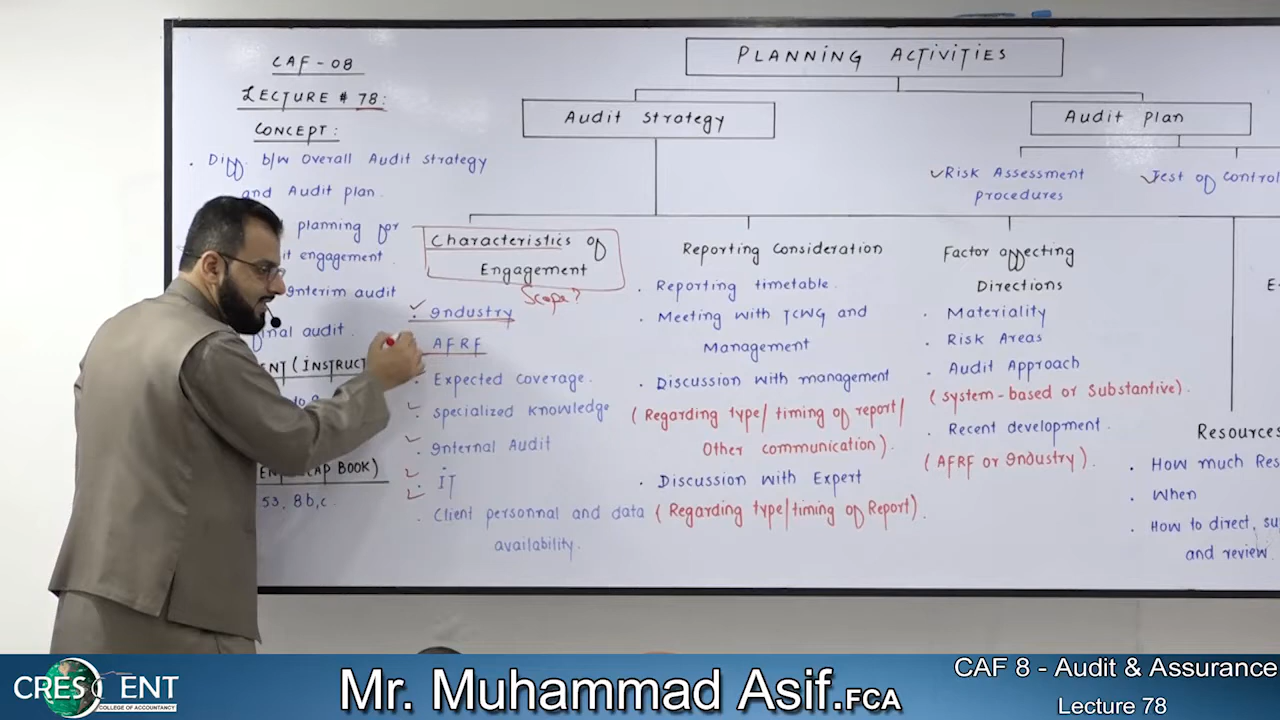 CAF - 08
LECTURE # 78:
CONCEPT:
. Diff. b/w Overall Audit strategy
and Audit plan.
planning for
it engagement.
interim audit
final audit.
ENT (INSTRUCT
CAP BOOK)
53, 8b,c.
PLANNING ACTIVITIES
Audit strategy
Audit plan
Risk Assessment
procedures
Test of control
Characteristics of
Engagement
Scope?
. Industry
AFRF
. Expected coverage.
. specialized knowledge
. Internal Audit
. IT
. Client personnal and data
availability.
Reporting Consideration
. Reporting timetable.
. Meeting with TCWG and
Management
. Discussion with management
(Regarding type/timing of report/
Other communication).
. Discussion with Expert
(Regarding type/timing of Report).
Factor affecting
Directions
. Materiality
. Risk Areas
. Audit Approach
(system-based or Substantive).
. Recent development.
(AFRF or Industry).
Resources
. How much Res
. When
. How to direct, su
and review.
CRESCENT
COLLEGE OF ACCOUNTANCY
Mr. Muhammad Asif.FCA
CAF 8 - Audit & Assurance
Lecture 78